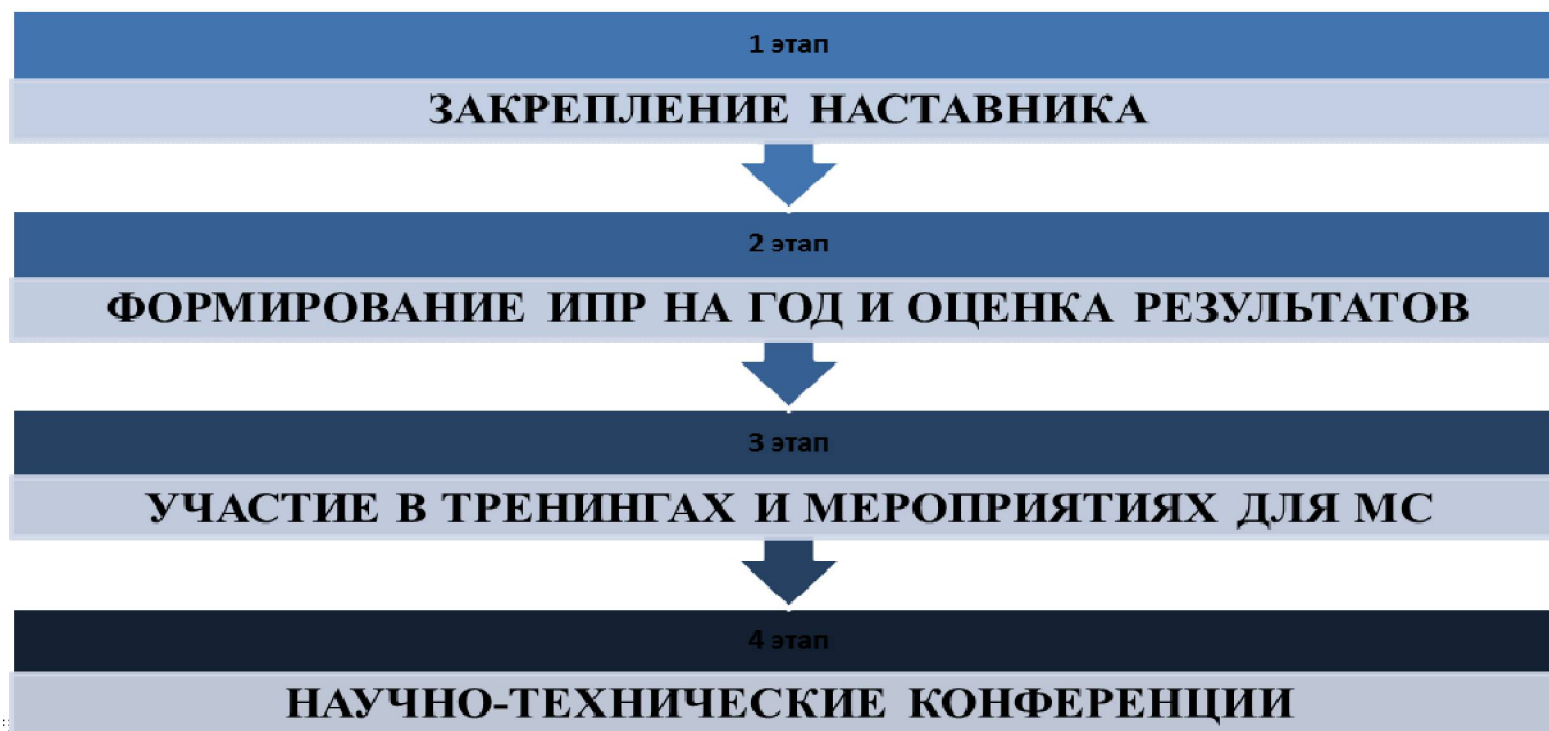 1 этап
ЗАКРЕПЛЕНИЕ НАСТАВНИКА
2 этап
ФОРМИРОВАНИЕ ИПР НА ГОД И ОЦЕНКА РЕЗУЛЬТАТОВ
3 этап
УЧАСТИЕ В ТРЕНИНГАХ И МЕРОПРИЯТИЯХ ДЛЯ МС
4 этап
НАУЧНО-ТЕХНИЧЕСКИЕ КОНФЕРЕНЦИИ